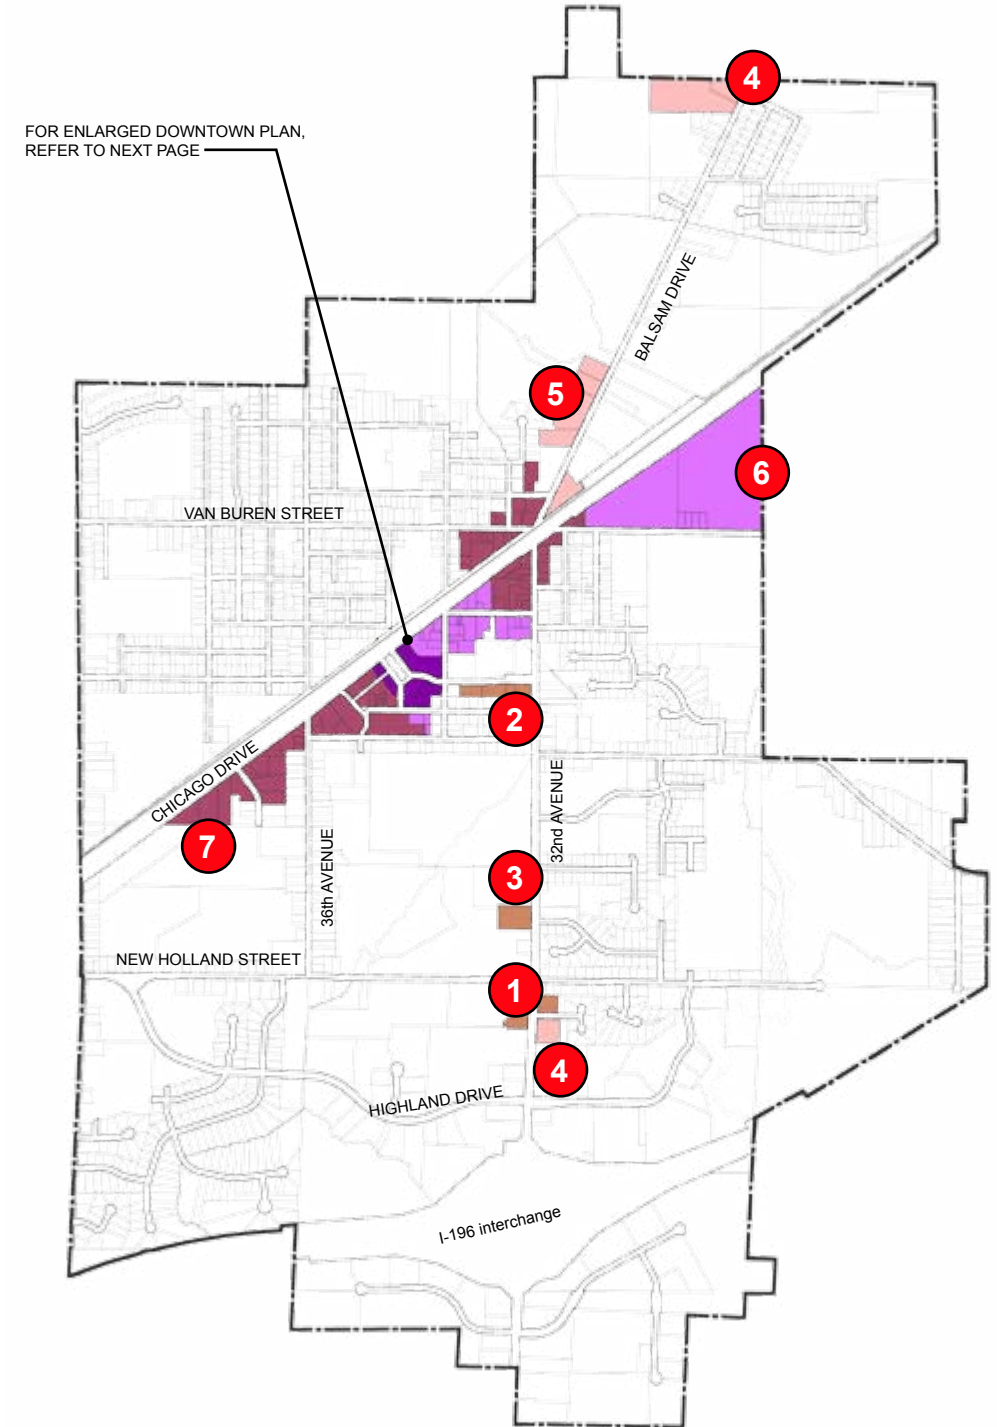 4
FOR ENLARGED DOWNTOWN PLAN,
REFER TO NEXT PAGE
BALSAM DRIVE
5
6
VAN BUREN STREET
2
CHICAGO DRIVE
32nd AVENUE
7
36th AVENUE
3
NEW HOLLAND STREET
1
4
HIGHLAND DRIVE
I-196 interchange